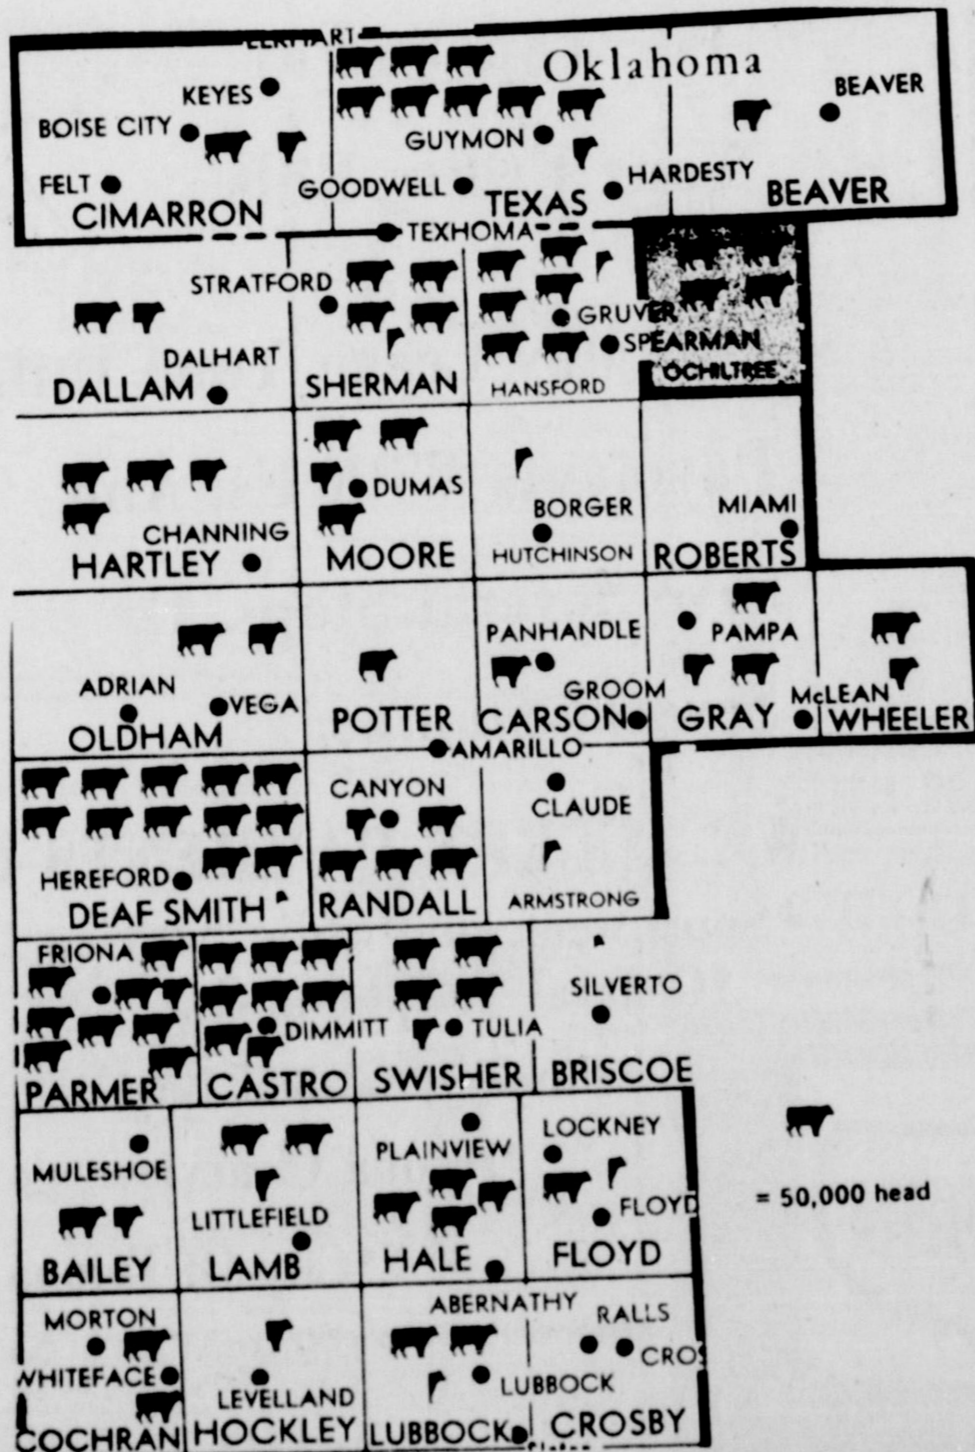 ELKHART
Oklahoma
KEYES
BEAVER
BOISE CITY
GUYMON
FELT
GOODWELL
HARDESTY
CIMARRON
TEXAS
BEAVER
TEXHOMA
STRATFORD
GRUVER
SPEARMAN
DALHART
OCHILTREE
DALLAM
SHERMAN
HANSFORD
DUMAS
MIAMI
CHANNING
BORGER
HARTLEY
MOORE
HUTCHINSON
ROBERTS
PANHANDLE
PAMPA
ADRIAN
GROOM
McLEAN
VEGA
OLDHAM
POTTER
CARSON
GRAY
WHEELER
AMARILLO
CANYON
CLAUDE
HEREFORD
DEAF SMITH
RANDALL
ARMSTRONG
FRIONA
SILVERTO
DIMMITT
TULIA
PARMER
CASTRO
SWISHER
BRISCOE
LOCKNEY
MULESHOE
PLAINVIEW
= 50,000 head
LITTLEFIELD
FLOYD
BAILEY
LAMB
HALE
FLOYD
ABERNATHY
RALLS
MORTON
CROS
WHITEFACE
LEVELLAND
LUBBOCK
COCHRAN
HOCKLEY
LUBBOCK
CROSBY